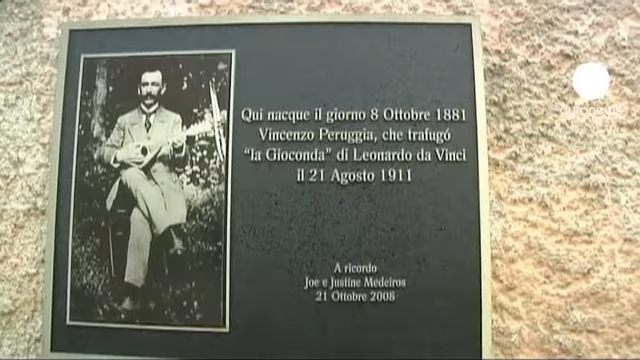 euronews
Qui nacque il giorno 8 Ottobre 1881
Vincenzo Peruggia, che trafugó
"la Gioconda" di Leonardo da Vinci
il 21 Agosto 1911
A ricordo
Joe e Justine Medeiros
21 Ottobre 2008